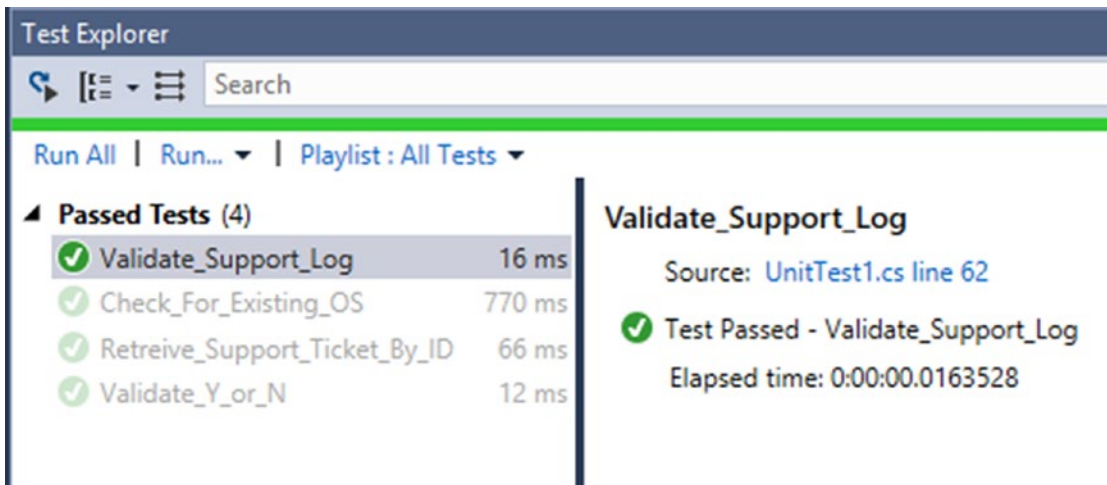 Test Explorer
Search
Run All | Run... | Playlist : All Tests
Passed Tests (4)
Validate_Support_Log 16 ms
Check_For_Existing_OS 770 ms
Retreive_Support_Ticket_By_ID 66 ms
Validate_Y_or_N 12 ms
Validate_Support_Log
Source: UnitTest1.cs line 62
Test Passed - Validate_Support_Log
Elapsed time: 0:00:00.0163528